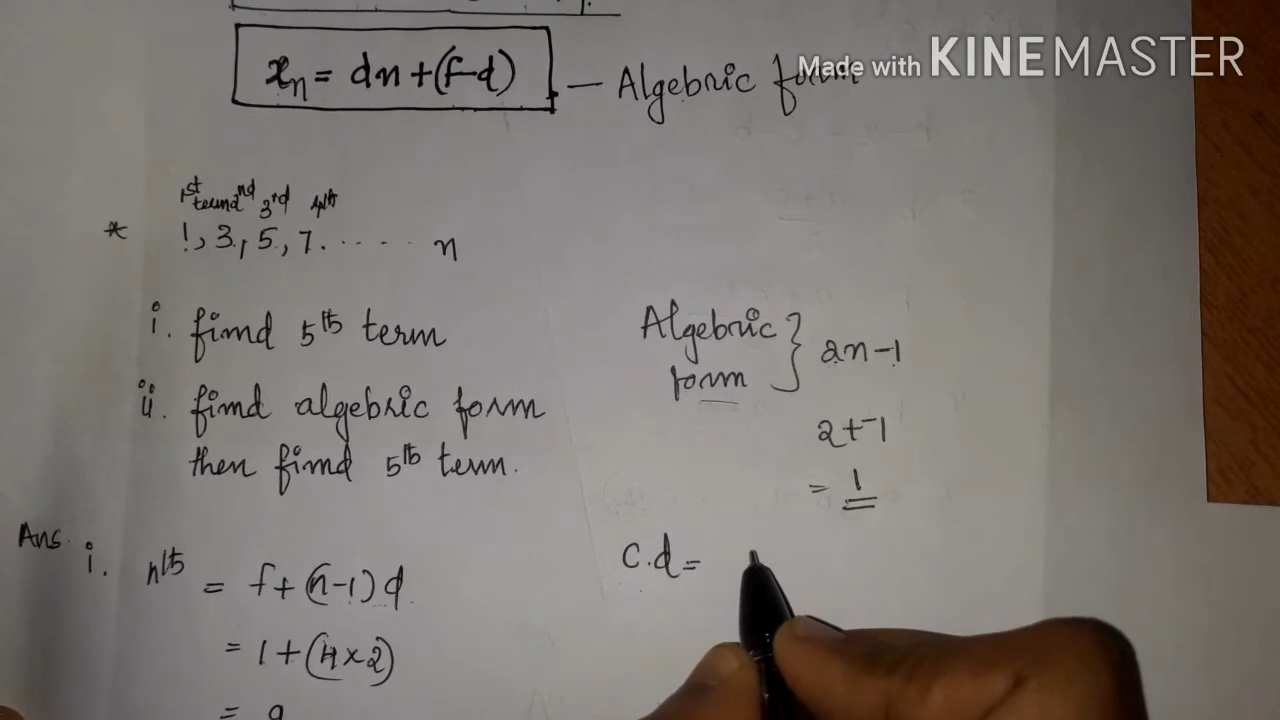 xₙ = dn + (f-d) — Algebric form
Made with KINEMASTER
1st term 2nd 3rd 4th
* 1, 3, 5, 7. ..... n
i. find 5th term
ii. find algebric form
then find 5th term.
Algebric
form } 2n-1
2+-1
= 1
C.d =
Ans. i. nth = f+(n-1)d
= 1+(4×2)
= 9